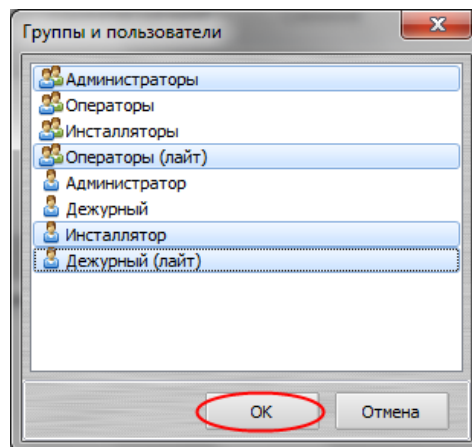 Группы и пользователи
Администраторы
Операторы
Инсталляторы
Операторы (лайт)
Администратор
Дежурный
Инсталлятор
Дежурный (лайт)
OK
Отмена